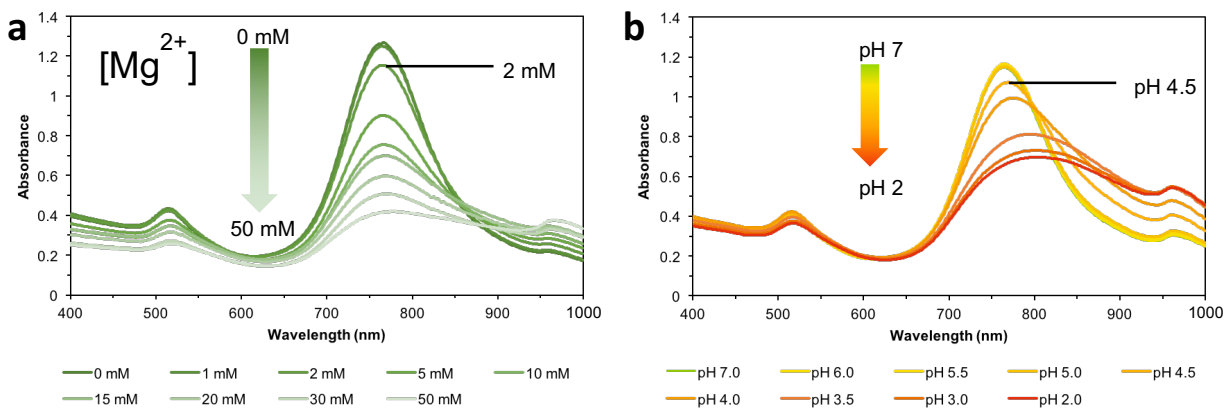 a
[Mg2+]
0 mM
50 mM
2 mM
Absorbance
1.4
1.2
1
0.8
0.6
0.4
0.2
0
400 500 600 700 800 900 1000
Wavelength (nm)
0 mM 1 mM 2 mM 5 mM 10 mM
15 mM 20 mM 30 mM 50 mM
b
pH 7
pH 2
pH 4.5
Absorbance
1.4
1.2
1
0.8
0.6
0.4
0.2
0
400 500 600 700 800 900 1000
Wavelength (nm)
pH 7.0 pH 6.0 pH 5.5 pH 5.0 pH 4.5
pH 4.0 pH 3.5 pH 3.0 pH 2.0